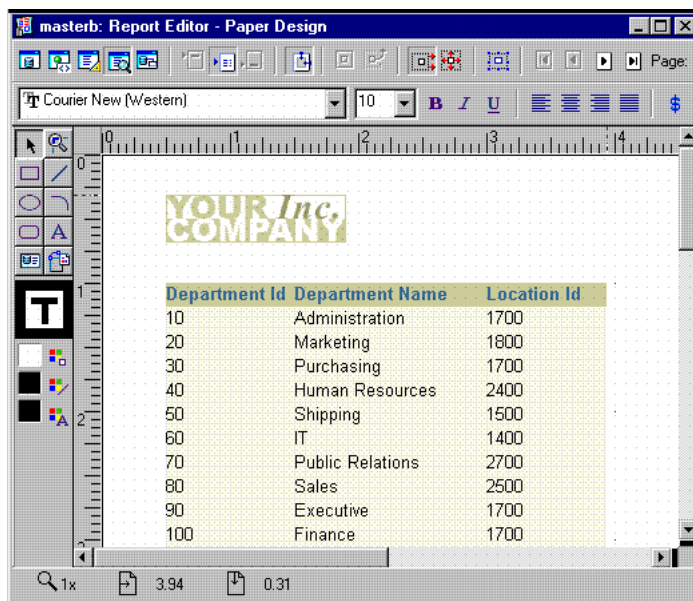 masterb: Report Editor - Paper Design
Page:
Courier New (Western) 10 B I U $
0 1 2 3 4
0
YOUR Inc,
COMPANY
1
Department Id Department Name Location Id
T
10 Administration 1700
20 Marketing 1800
30 Purchasing 1700
40 Human Resources 2400
50 Shipping 1500
2
60 IT 1400
70 Public Relations 2700
80 Sales 2500
90 Executive 1700
100 Finance 1700
1x 3.94 0.31